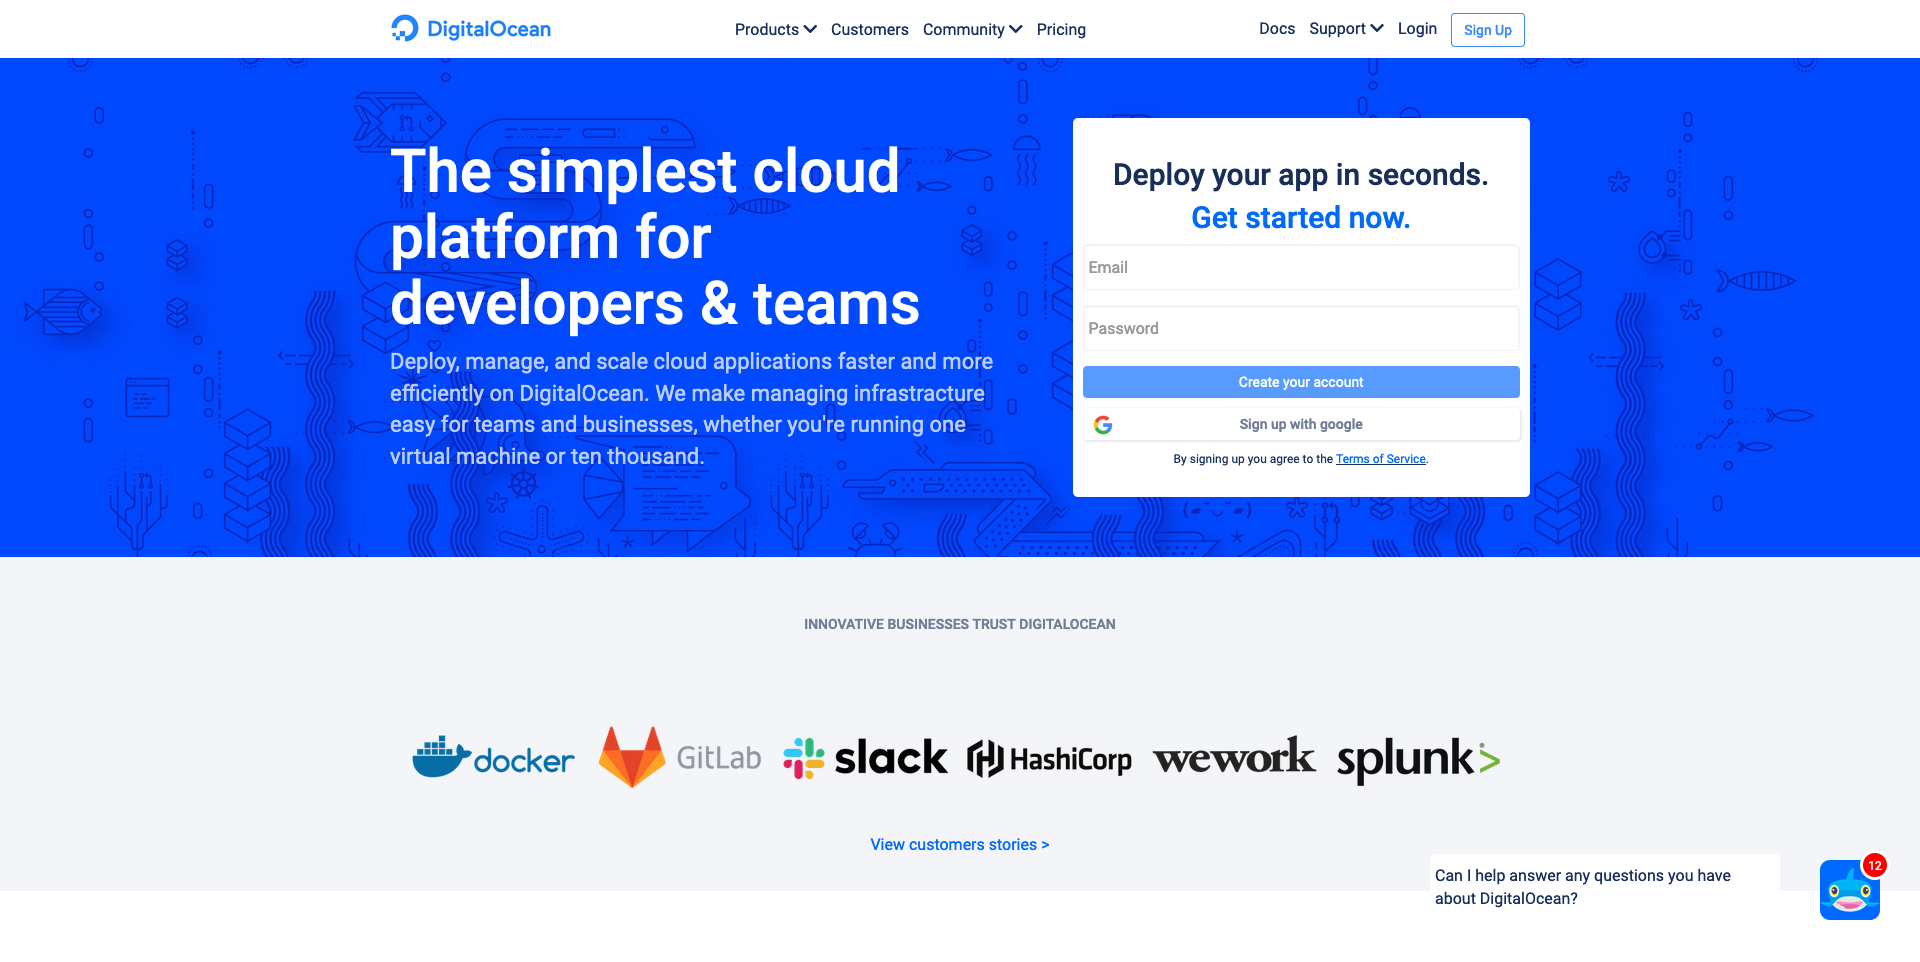 DigitalOcean
Products Customers Community Pricing
Docs Support Login Sign Up
The simplest cloud
platform for
developers & teams
Deploy, manage, and scale cloud applications faster and more
efficiently on DigitalOcean. We make managing infrastracture
easy for teams and businesses, whether you're running one
virtual machine or ten thousand.
Deploy your app in seconds.
Get started now.
Email
Password
Create your account
Sign up with google
By signing up you agree to the Terms of Service.
INNOVATIVE BUSINESSES TRUST DIGITALOCEAN
docker
GitLab
slack
HashiCorp
wework
splunk>
View customers stories >
Can I help answer any questions you have
about DigitalOcean?
12